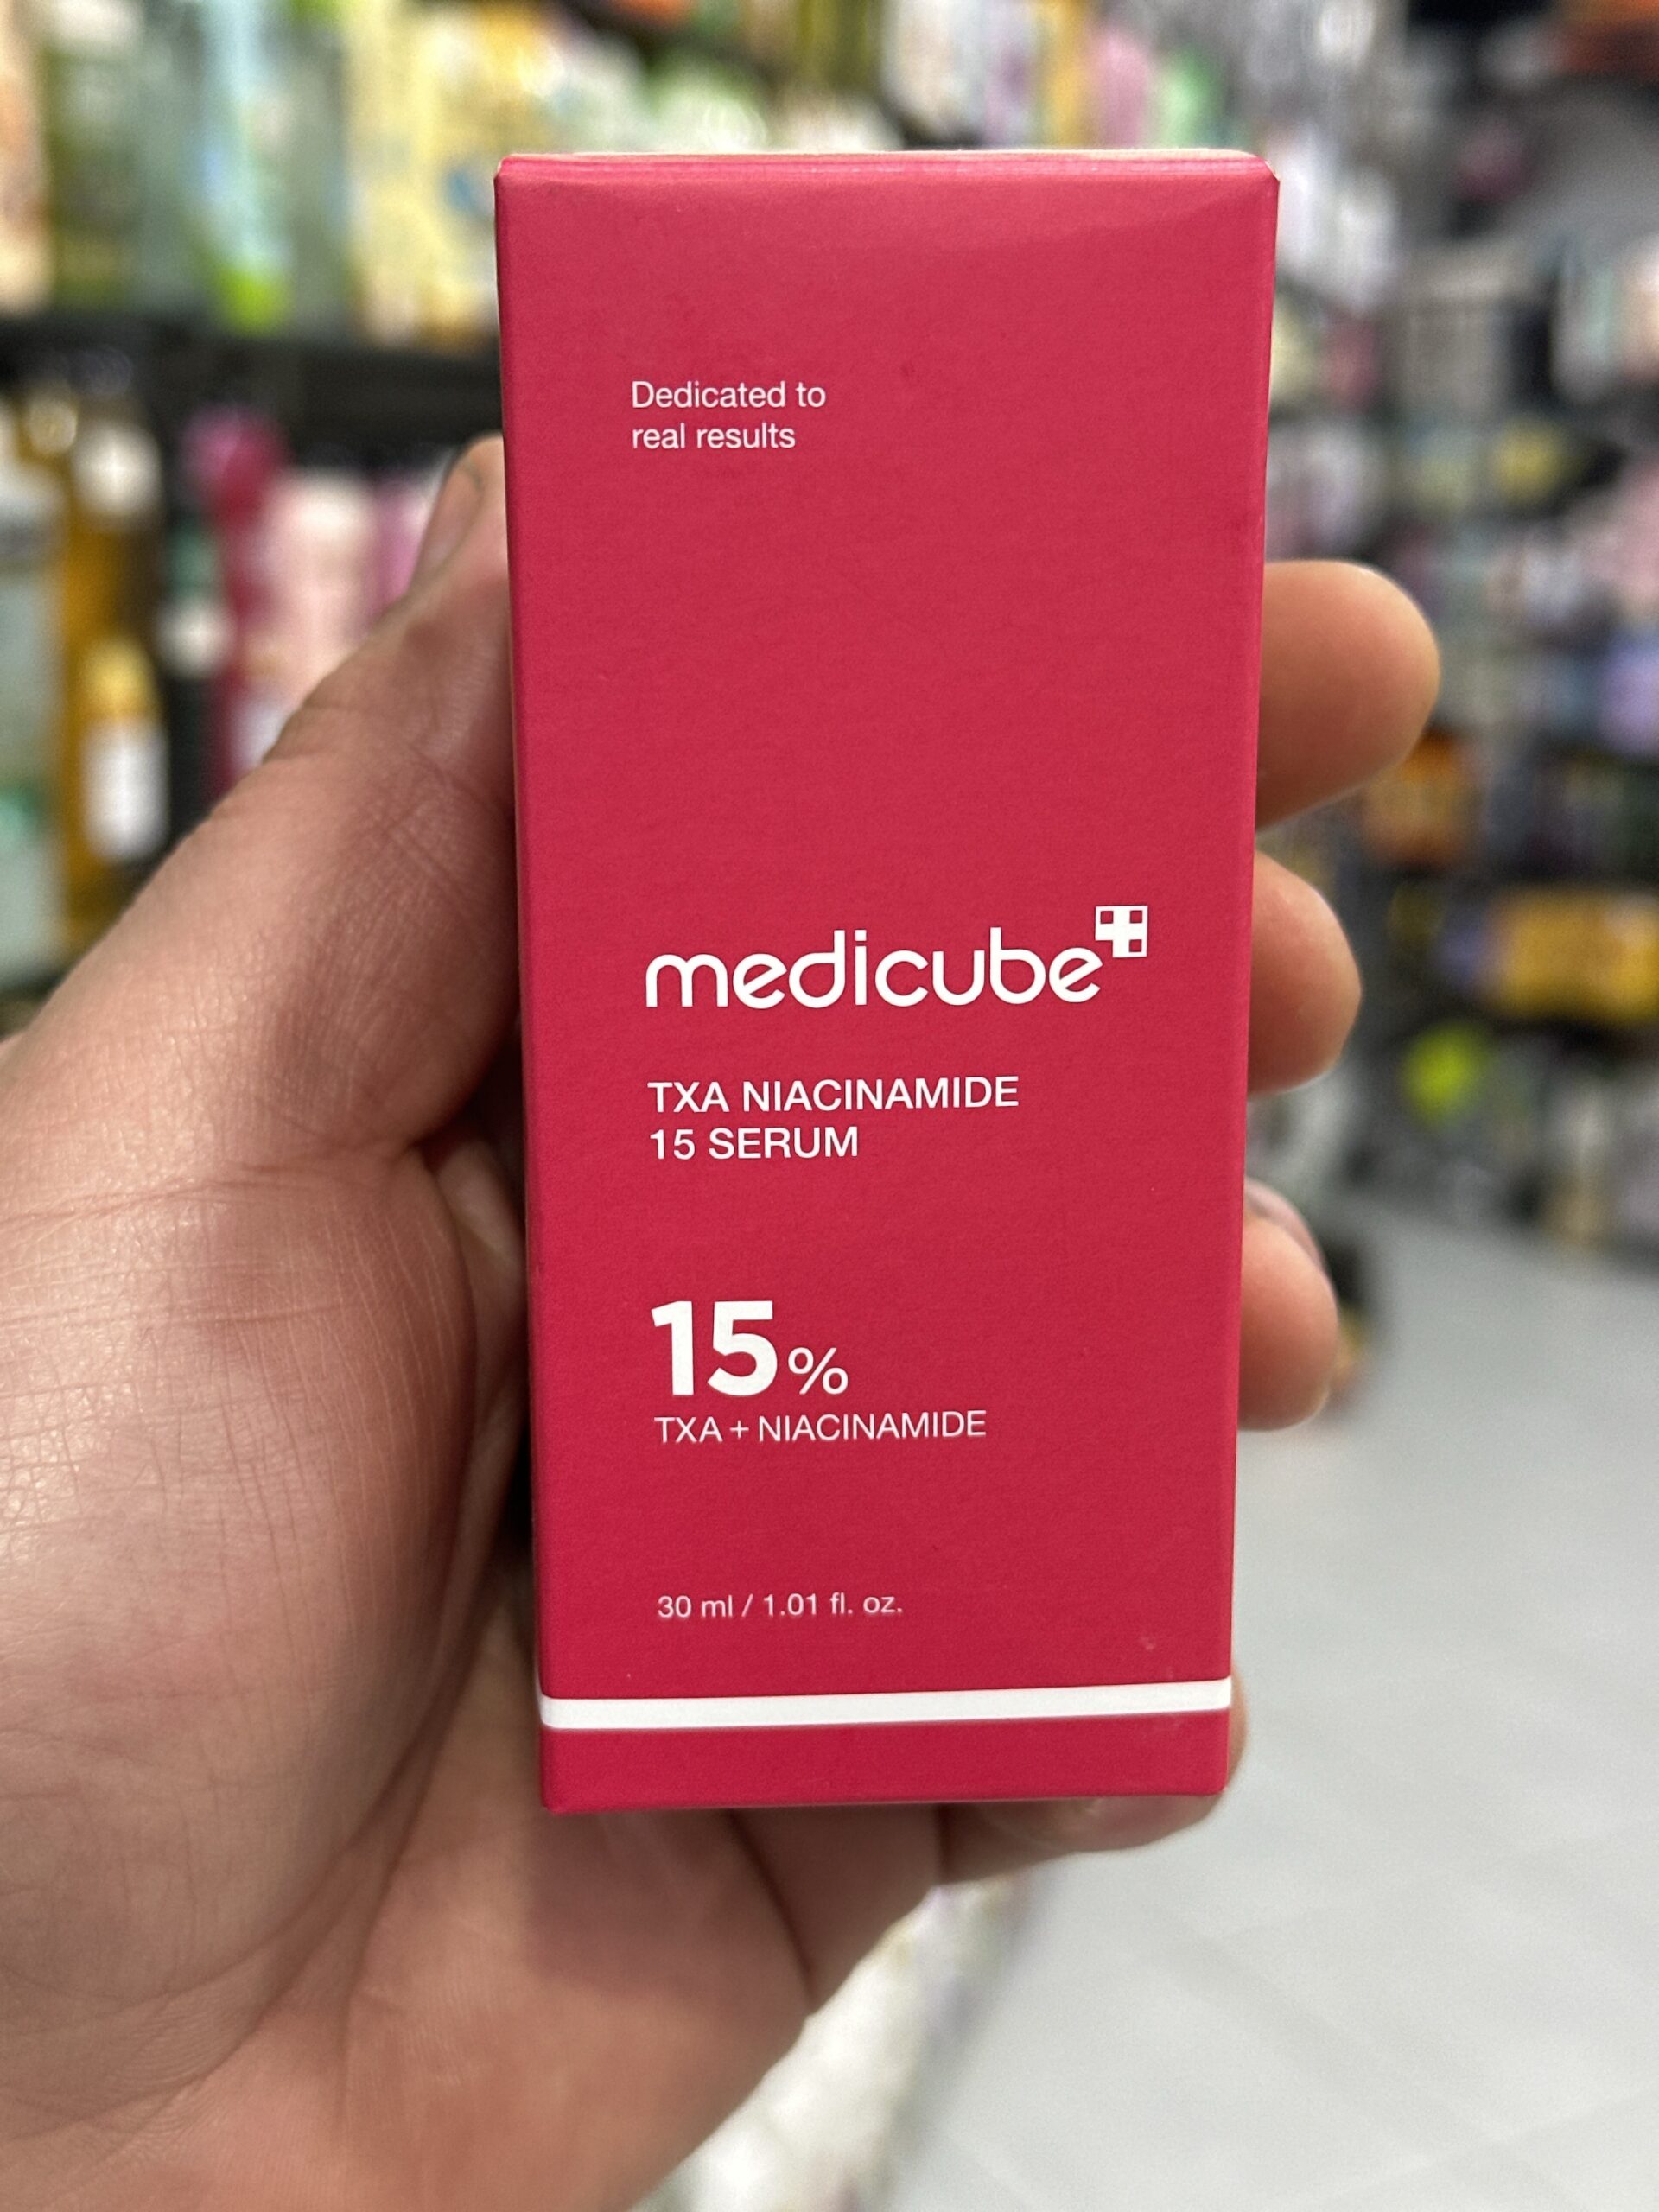 Dedicated to
real results
medicube
TXA NIACINAMIDE
15 SERUM
15%
TXA + NIACINAMIDE
30 ml / 1.01 fl. oz.